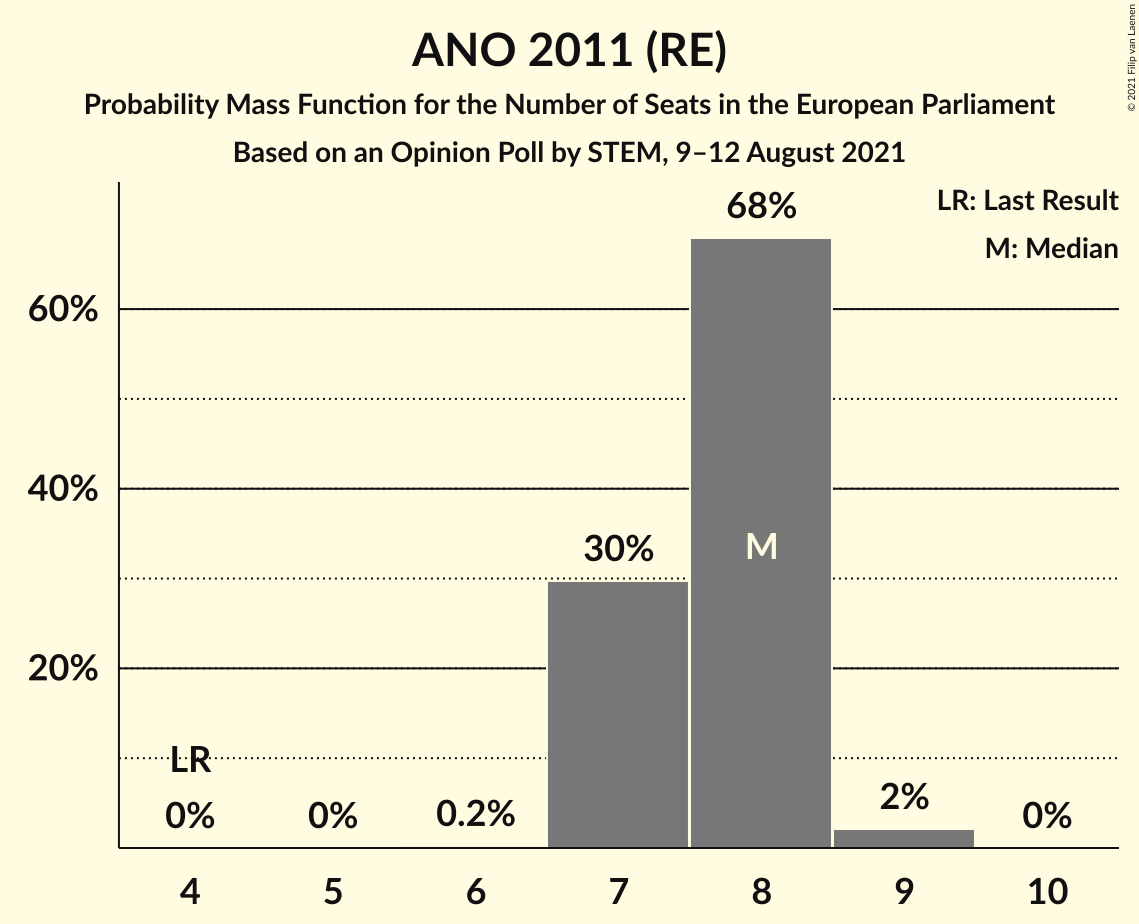 ANO 2011 (RE)
Probability Mass Function for the Number of Seats in the European Parliament
Based on an Opinion Poll by STEM, 9–12 August 2021
© 2021 Filip van Laenen
LR: Last Result
M: Median
68%
60%
40%
30%
M
20%
LR
0%
0%
0.2%
2%
0%
4
5
6
7
8
9
10